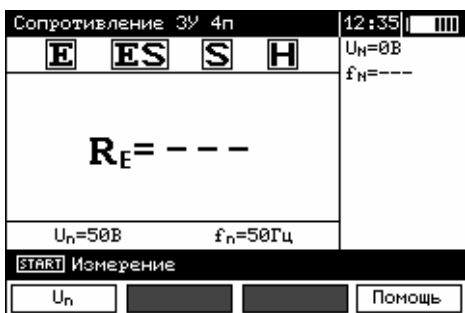 Сопротивление ЗУ 4п 12:35
E ES S H
UN=0В
fN=---
RE= ---
Un=50В fn=50Гц
START Измерение
Un Помощь